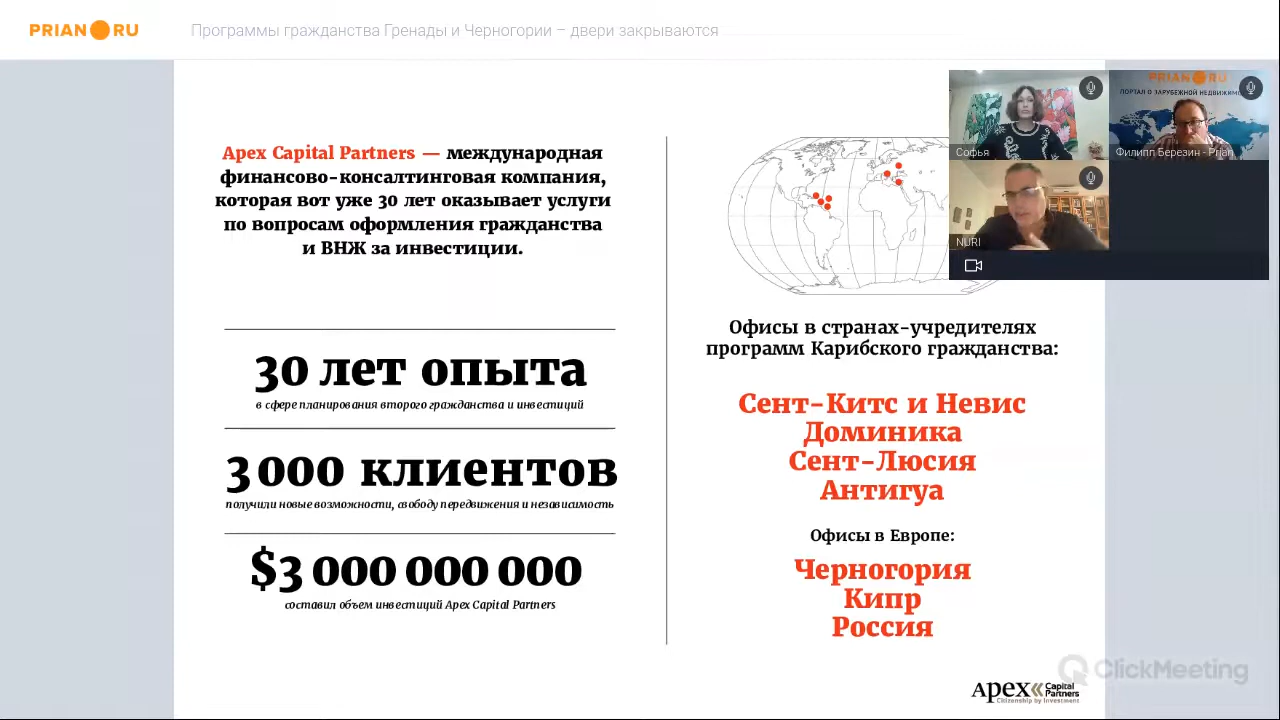 PRIAN RU
Программы гражданства Гренады и Черногории – двери закрываются
Apex Capital Partners — международная
финансово-консалтинговая компания,
которая вот уже 30 лет оказывает услуги
по вопросам оформления гражданства
и ВНЖ за инвестиции.
30 лет опыта
в сфере планирования второго гражданства и инвестиций
3 000 клиентов
получили новые возможности, свободу передвижения и независимость
$3 000 000 000
составил объем инвестиций Apex Capital Partners
PRIAN RU
Софья
Филипп Березин - Prian
NURI
Офисы в странах-учредителях
программ Карибского гражданства:
Сент-Китс и Невис
Доминика
Сент-Люсия
Антигуа
Офисы в Европе:
Черногория
Кипр
Россия
ClickMeeting
Apex Capital Partners
Citizenship by Investment